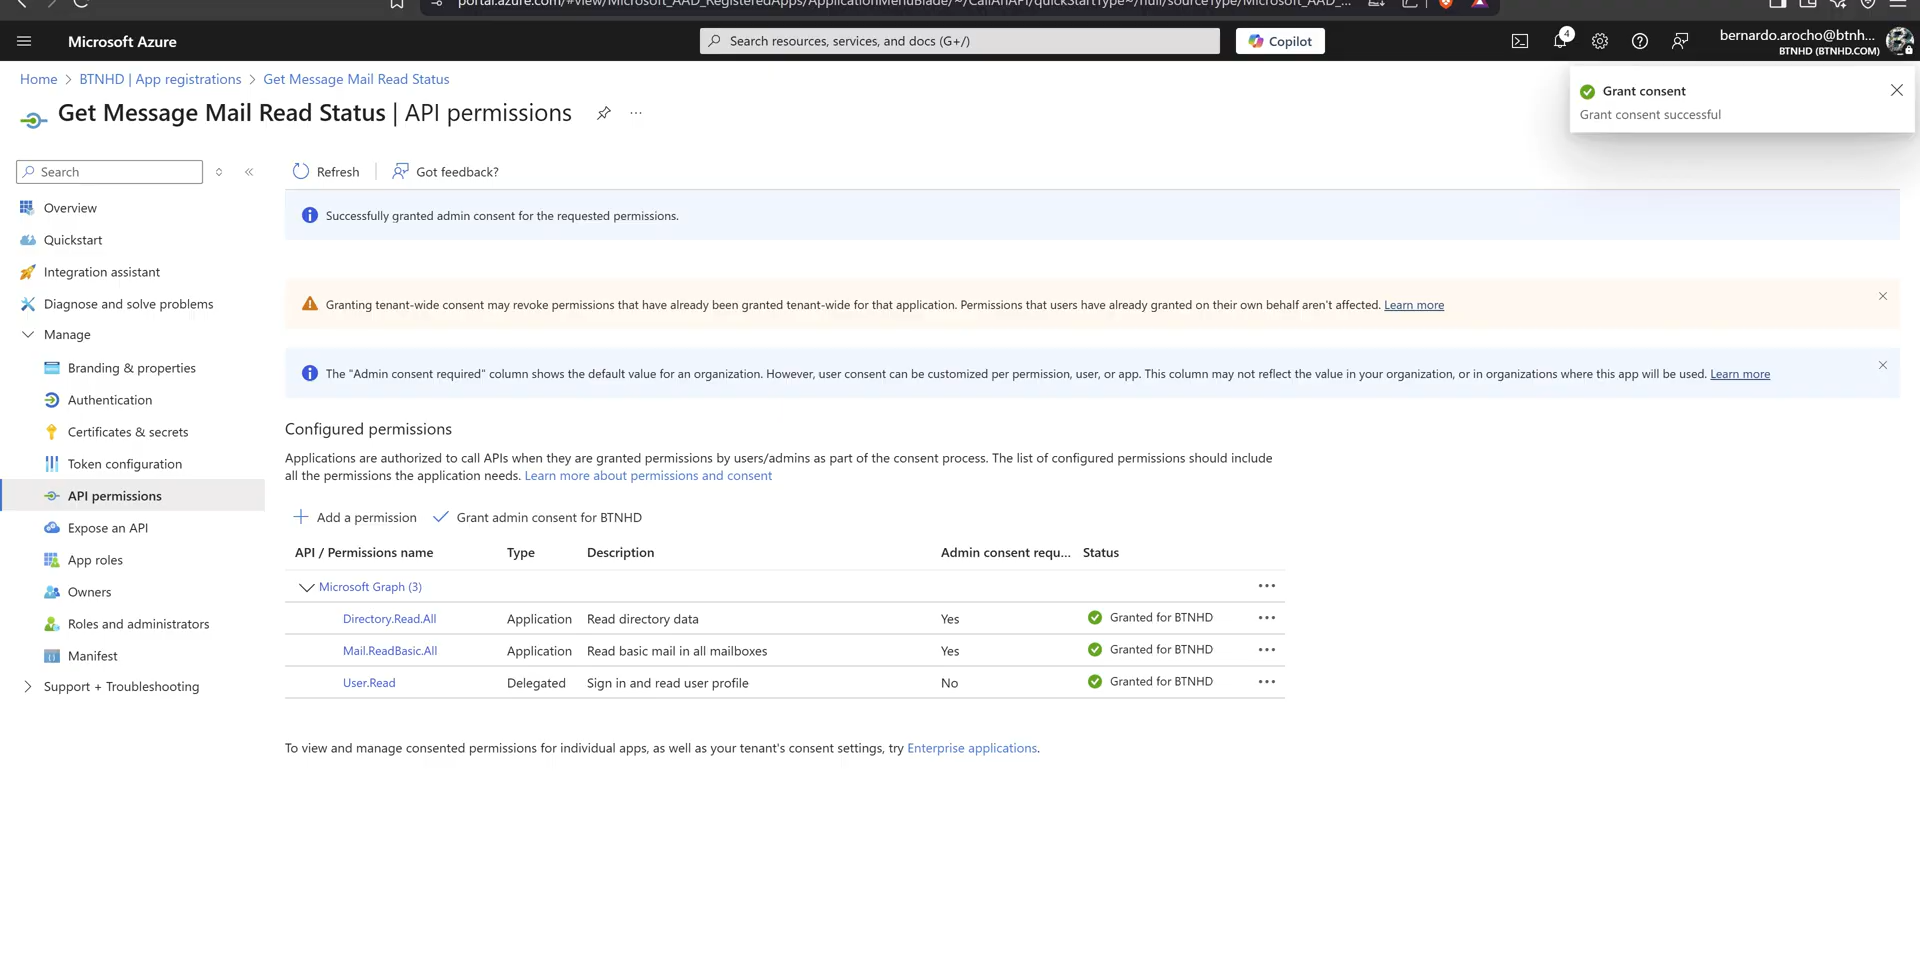 portal.azure.com/#view/Microsoft_AAD_RegisteredApps/ApplicationMenuBlade/~/CallAnAPI/quickStartType~/null/sourceType/Microsoft_AAD_...
Microsoft Azure
Search resources, services, and docs (G+/)
Copilot
4
bernardo.arocho@btnh...
BTNHD (BTNHD.COM)
Home > BTNHD | App registrations > Get Message Mail Read Status
Get Message Mail Read Status | API permissions
...
Grant consent
Grant consent successful
Search
Refresh
Got feedback?
Overview
Quickstart
Integration assistant
Diagnose and solve problems
Manage
Branding & properties
Authentication
Certificates & secrets
Token configuration
API permissions
Expose an API
App roles
Owners
Roles and administrators
Manifest
Support + Troubleshooting
Successfully granted admin consent for the requested permissions.
Granting tenant-wide consent may revoke permissions that have already been granted tenant-wide for that application. Permissions that users have already granted on their own behalf aren't affected. Learn more
The "Admin consent required" column shows the default value for an organization. However, user consent can be customized per permission, user, or app. This column may not reflect the value in your organization, or in organizations where this app will be used. Learn more
Configured permissions
Applications are authorized to call APIs when they are granted permissions by users/admins as part of the consent process. The list of configured permissions should include
all the permissions the application needs. Learn more about permissions and consent
Add a permission
Grant admin consent for BTNHD
API / Permissions name Type Description Admin consent requ... Status
Microsoft Graph (3)
Directory.Read.All Application Read directory data Yes Granted for BTNHD
Mail.ReadBasic.All Application Read basic mail in all mailboxes Yes Granted for BTNHD
User.Read Delegated Sign in and read user profile No Granted for BTNHD
To view and manage consented permissions for individual apps, as well as your tenant's consent settings, try Enterprise applications.